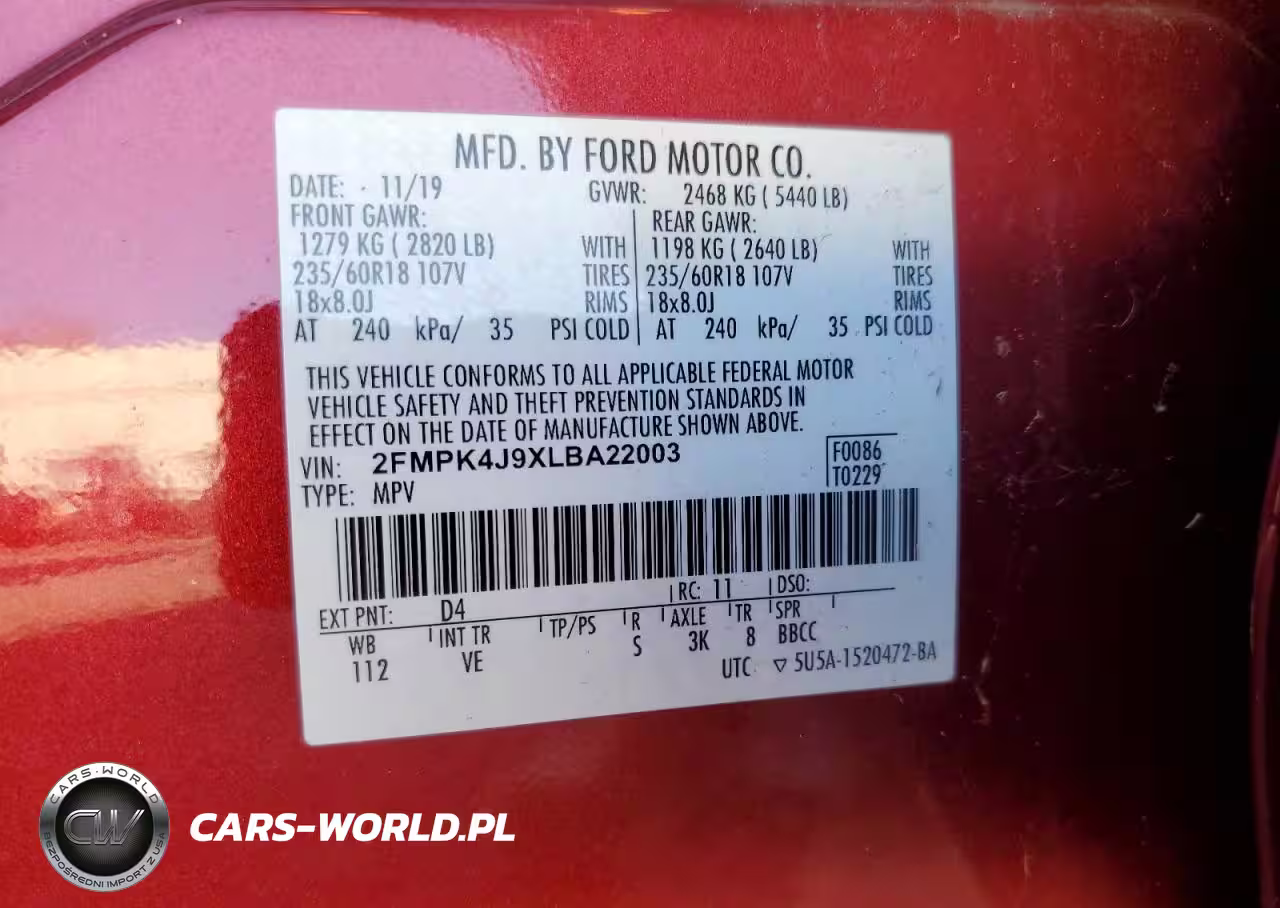 MFD. BY FORD MOTOR CO.
DATE: 11/19 GVWR: 2468 KG ( 5440 LB)
FRONT GAWR: REAR GAWR:
1279 KG ( 2820 LB) WITH 1198 KG ( 2640 LB) WITH
235/60R18 107V TIRES 235/60R18 107V TIRES
18x8.0J RIMS 18x8.0J RIMS
AT 240 kPa/ 35 PSI COLD AT 240 kPa/ 35 PSI COLD
THIS VEHICLE CONFORMS TO ALL APPLICABLE FEDERAL MOTOR
VEHICLE SAFETY AND THEFT PREVENTION STANDARDS IN
EFFECT ON THE DATE OF MANUFACTURE SHOWN ABOVE.
VIN: 2FMPK4J9XLBA22003 F0086
TYPE: MPV T0229
EXT PNT: D4 RC: 11 DSO:
WB INT TR TP/PS R AXLE TR SPR
112 VE S 3K 8 BBCC
UTC ▽ 5U5A-1520472-BA
CARS-WORLD
CW
BEZPOŚREDNI IMPORT Z USA
CARS-WORLD.PL